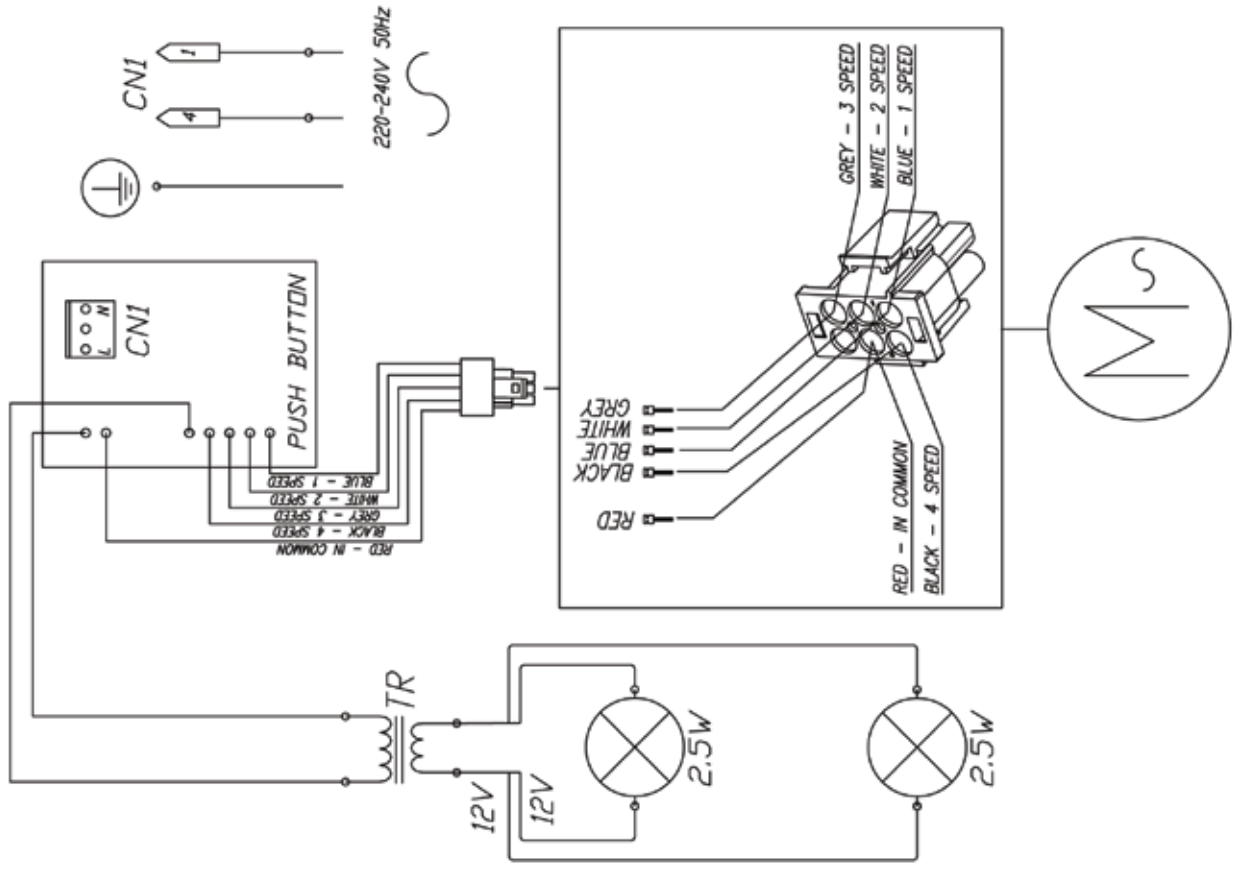 CN1
1
4
220-240V 50Hz
GREY - 3 SPEED
WHITE - 2 SPEED
BLUE - 1 SPEED
L
N
CN1
PUSH BUTTON
BLUE - 1 SPEED
WHITE - 2 SPEED
GREY - 3 SPEED
BLACK - 4 SPEED
RED - IN COMMON
GREY
WHITE
BLUE
BLACK
RED
RED - IN COMMON
BLACK - 4 SPEED
M
TR
12V
12V
2.5W
2.5W